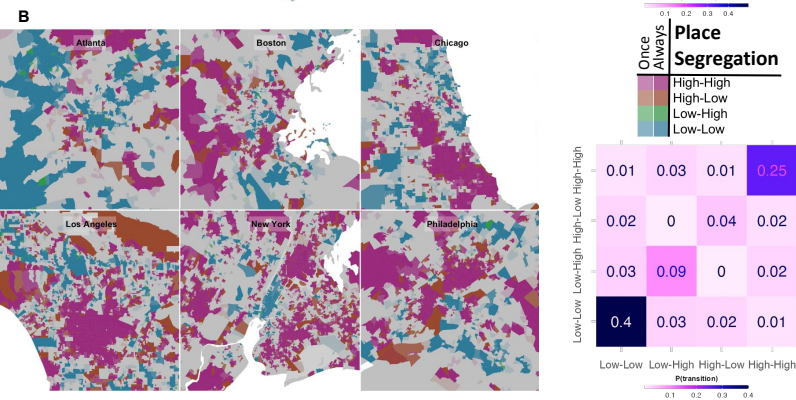 B
Atlanta
Boston
Chicago
Los Angeles
New York
Philadelphia
0.1 0.2 0.3 0.4
Once
Always
Place
Segregation
High-High
High-Low
Low-High
Low-Low
High-High 0.01 0.03 0.01 0.25
High-Low 0.02 0 0.04 0.02
Low-High 0.03 0.09 0 0.02
Low-Low 0.4 0.03 0.02 0.01
Low-Low Low-High High-Low High-High
P(transition)
0.1 0.2 0.3 0.4